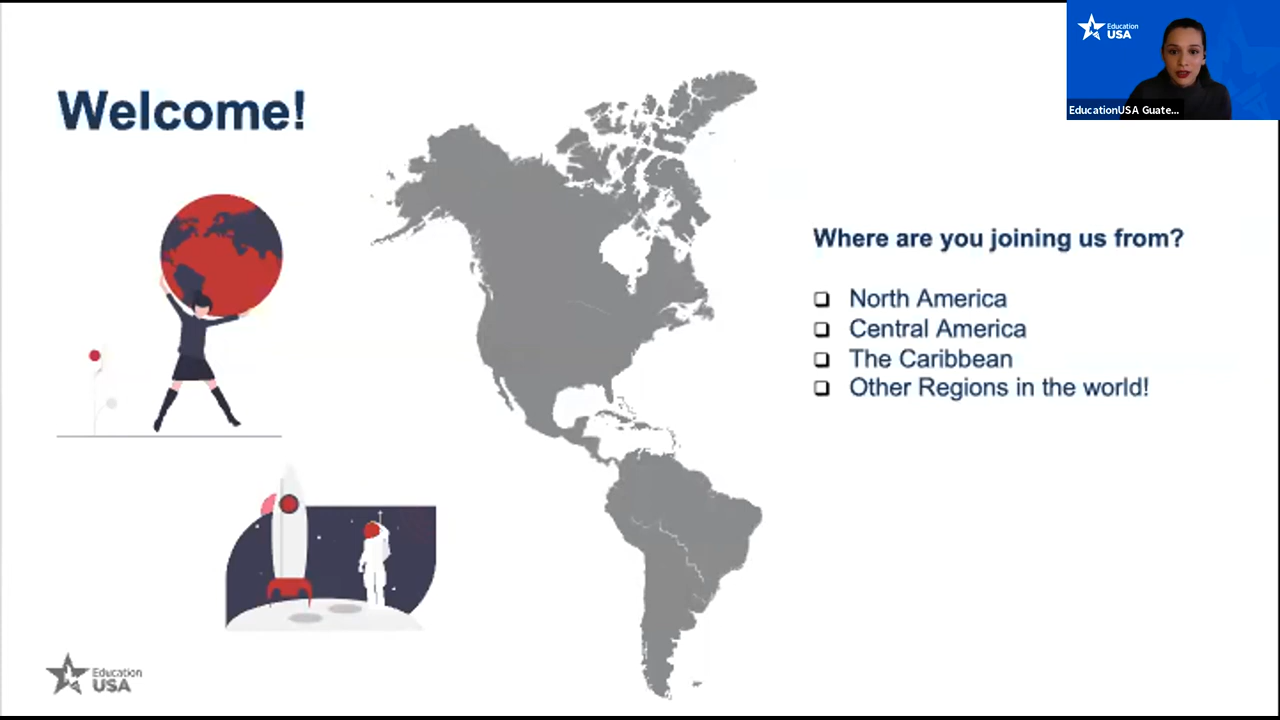 Education
USA
EducationUSA Guate...
Welcome!
Where are you joining us from?
North America
Central America
The Caribbean
Other Regions in the world!
Education
USA